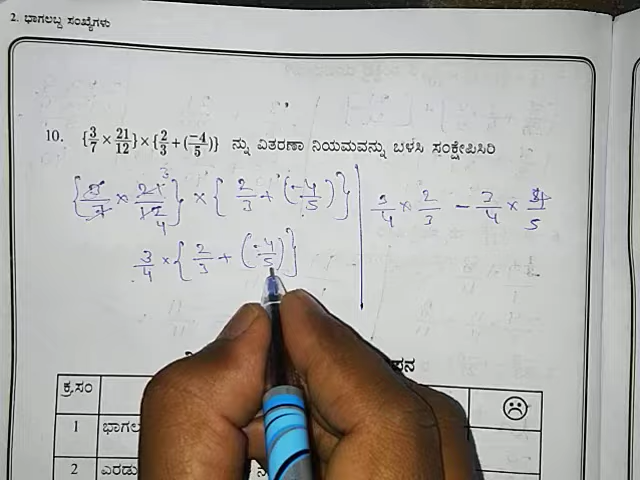 2. ಭಾಗಲಬ್ಧ ಸಂಖ್ಯೆಗಳು
10. {3/7 × 21/12} × {2/3 + (-4/5)} ನ್ನು ವಿತರಣಾ ನಿಯಮವನ್ನು ಬಳಸಿ ಸಂಕ್ಷೇಪಿಸಿರಿ
{3/7 × 21/12} × {2/3 + (-4/5)}
3/4 × {2/3 + (-4/5)}
3/4 × 2/3 - 3/4 × 4/5
ಕ್ರ.ಸಂ
1
2 ಎರಡು